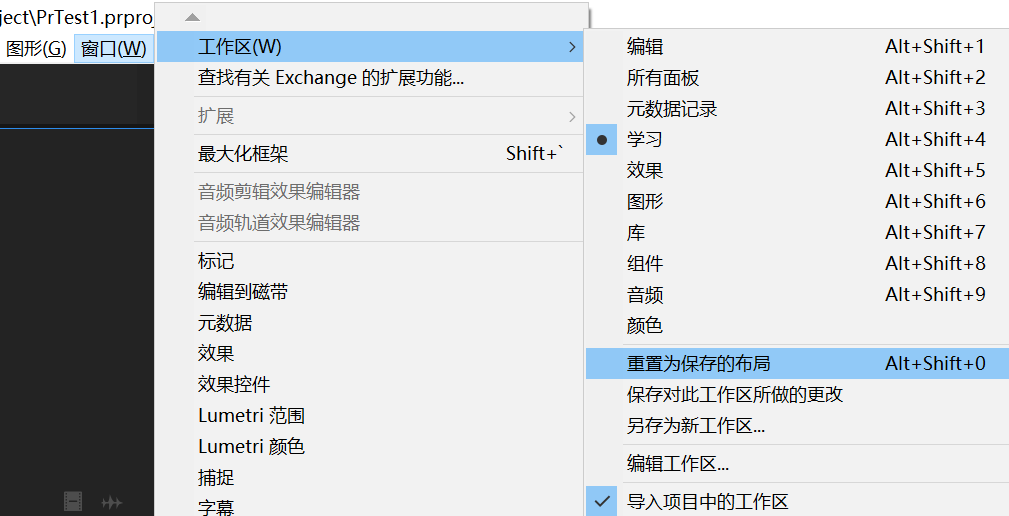 ject\PrTest1.prproj
图形(G) 窗口(W)
工作区(W)
查找有关 Exchange 的扩展功能...
扩展
最大化框架 Shift+`
音频剪辑效果编辑器
音频轨道效果编辑器
标记
编辑到磁带
元数据
效果
效果控件
Lumetri 范围
Lumetri 颜色
捕捉
字幕
编辑 Alt+Shift+1
所有面板 Alt+Shift+2
元数据记录 Alt+Shift+3
学习 Alt+Shift+4
效果 Alt+Shift+5
图形 Alt+Shift+6
库 Alt+Shift+7
组件 Alt+Shift+8
音频 Alt+Shift+9
颜色
重置为保存的布局 Alt+Shift+0
保存对此工作区所做的更改
另存为新工作区...
编辑工作区...
导入项目中的工作区